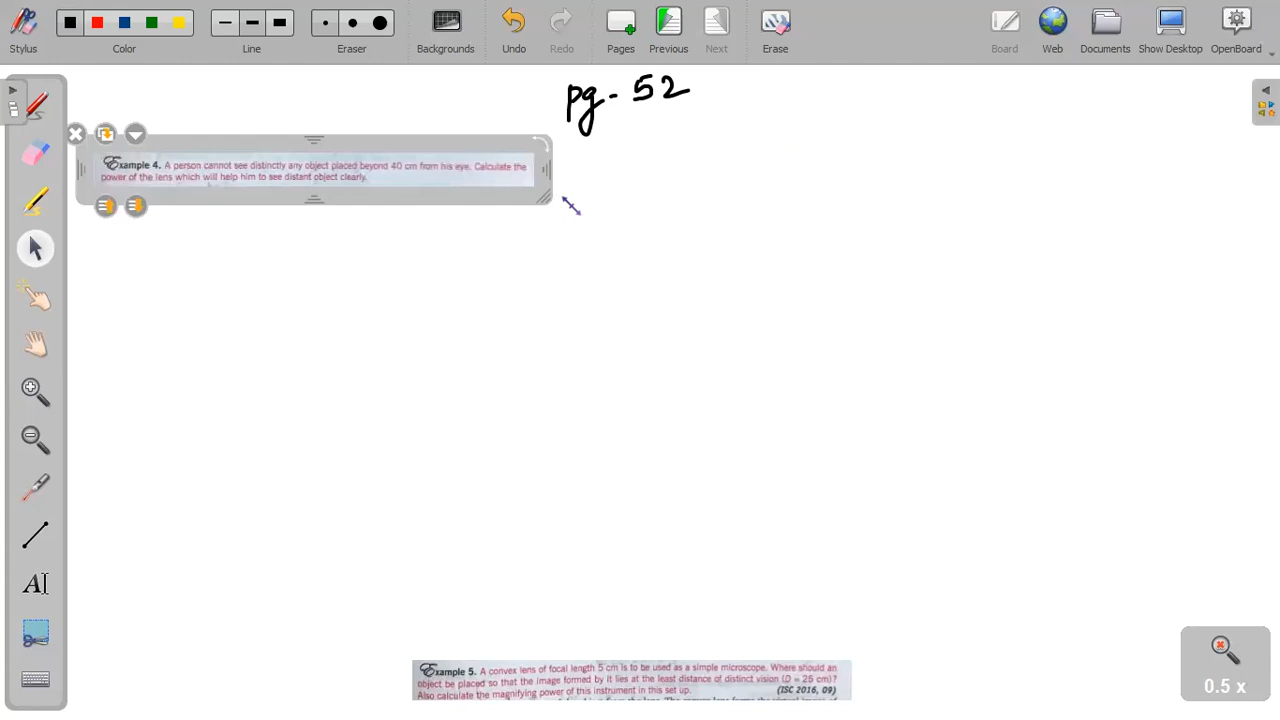 Stylus
Color
Line
Eraser
Backgrounds
Undo
Redo
Pages
Previous
Next
Erase
Board
Web
Documents
Show Desktop
OpenBoard
pg - 52
Example 4. A person cannot see distinctly any object placed beyond 40 cm from his eye. Calculate the
power of the lens which will help him to see distant object clearly.
Example 5. A convex lens of focal length 5 cm is to be used as a simple microscope. Where should an
object be placed so that the image formed by it lies at the least distance of distinct vision (D = 25 cm)?
Also calculate the magnifying power of this instrument in this set up. (ISC 2016, 09)
0.5 x